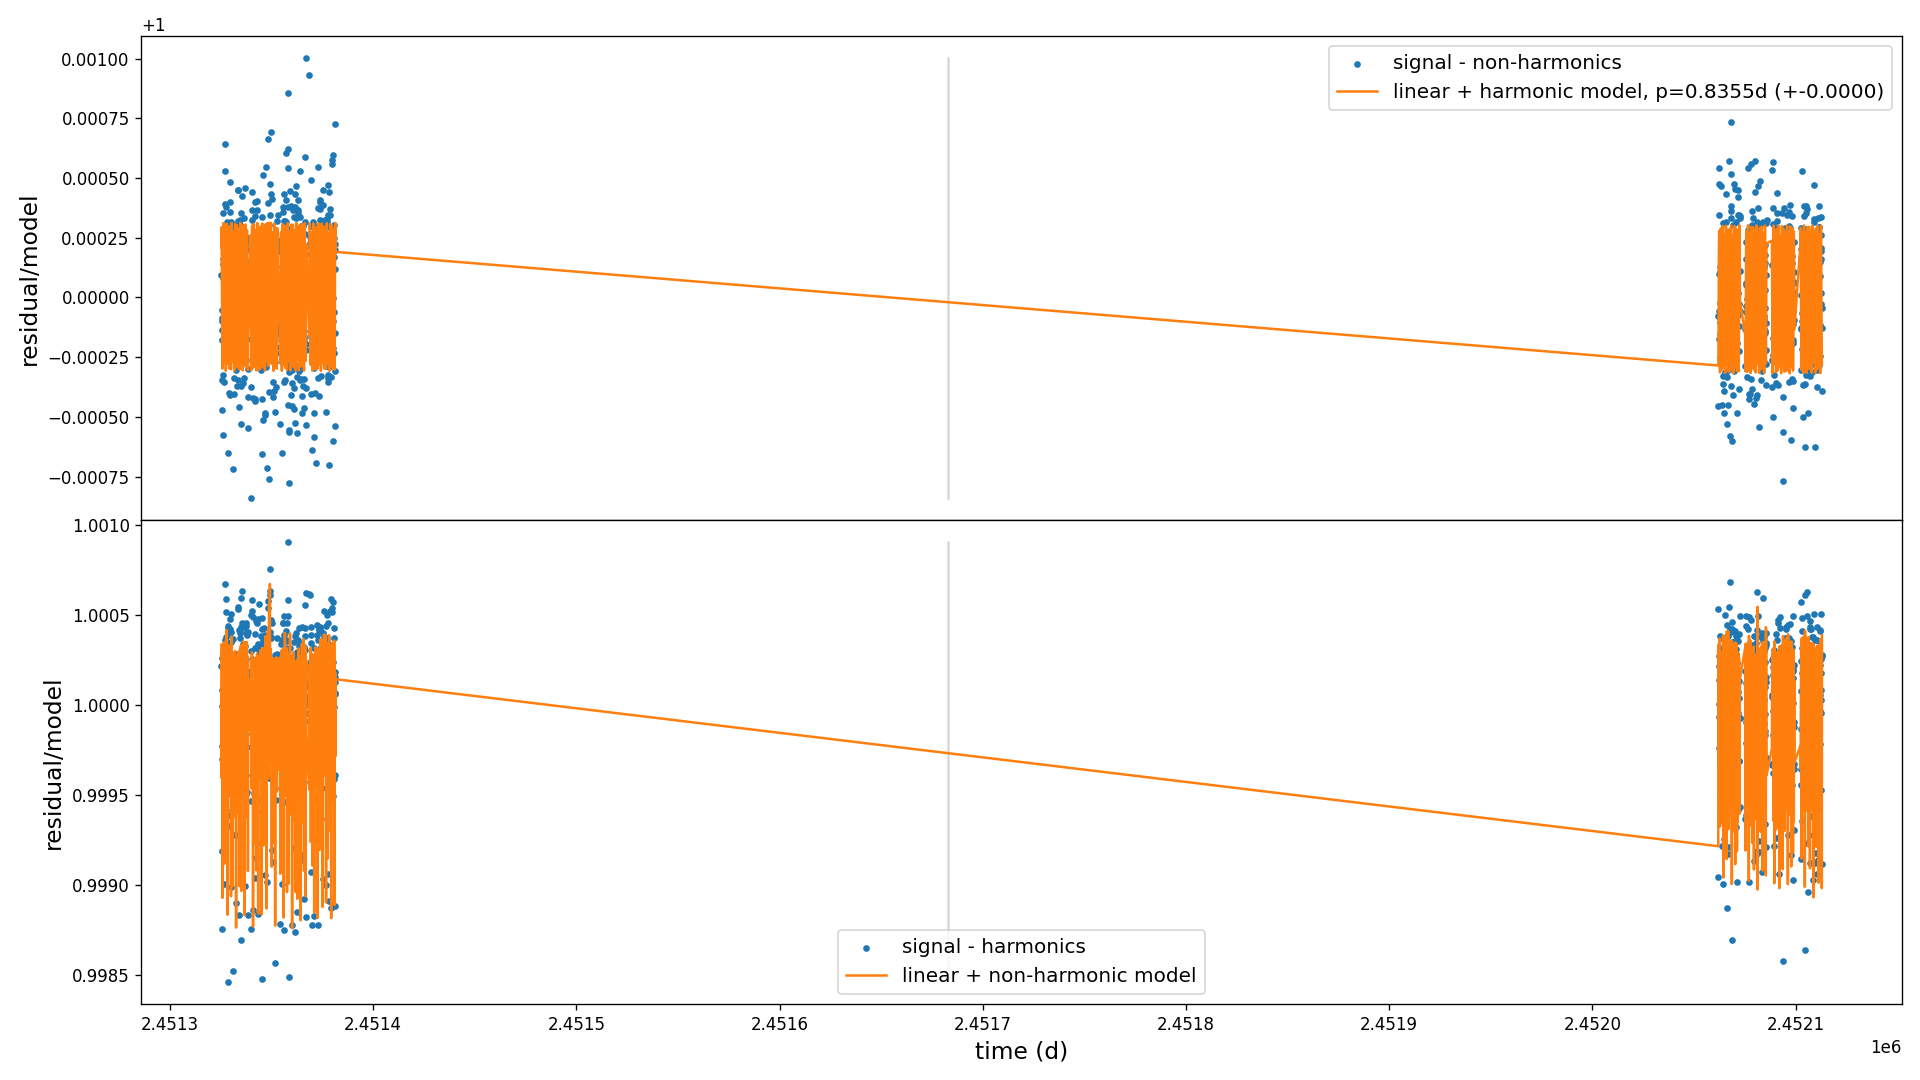 +1
0.00100
0.00075
0.00050
0.00025
0.00000
−0.00025
−0.00050
−0.00075
residual/model
signal - non-harmonics
linear + harmonic model, p=0.8355d (+-0.0000)
1.0010
1.0005
1.0000
0.9995
0.9990
0.9985
residual/model
signal - harmonics
linear + non-harmonic model
2.4513 2.4514 2.4515 2.4516 2.4517 2.4518 2.4519 2.4520 2.4521
1e6
time (d)